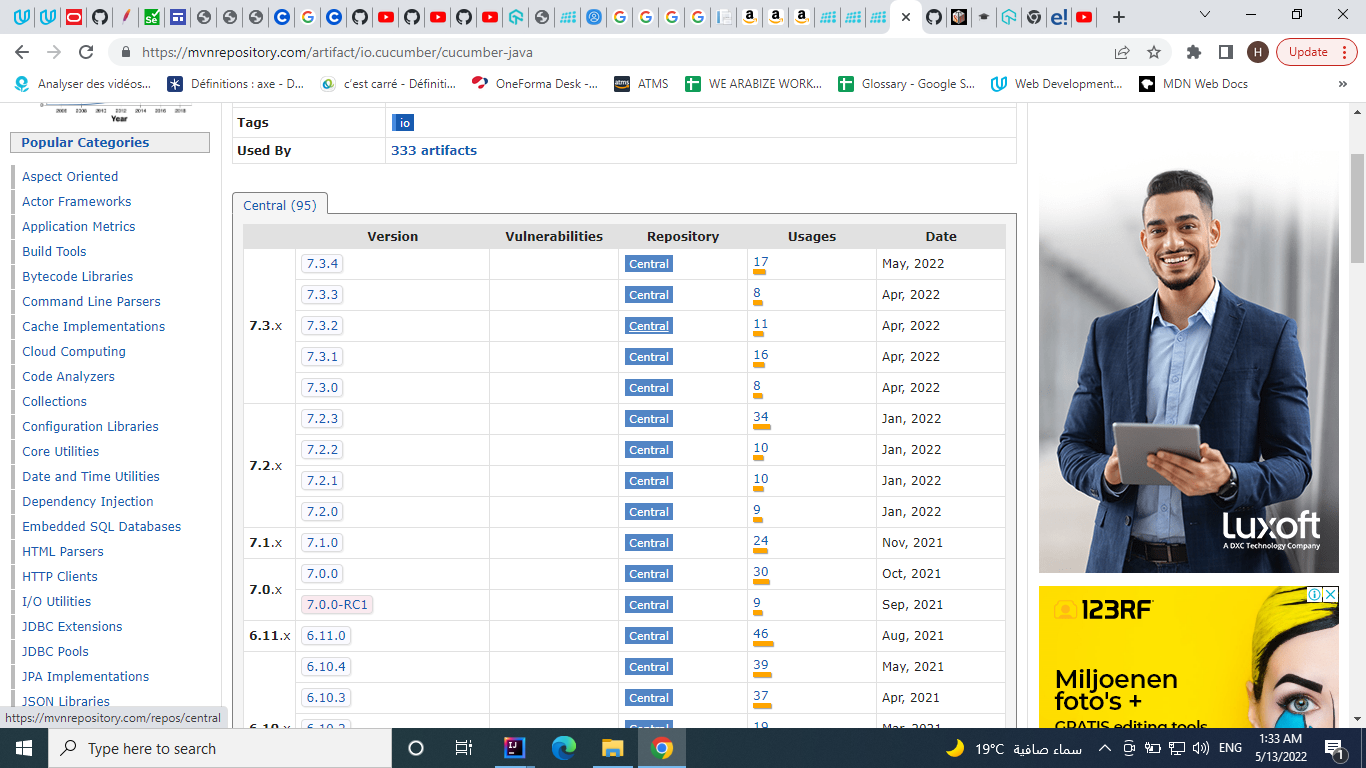 https://mvnrepository.com/artifact/io.cucumber/cucumber-java
H
Update
Analyser des vidéos...
Définitions : axe - D...
c'est carré - Définiti...
OneForma Desk -...
atms
ATMS
WE ARABIZE WORK...
Glossary - Google S...
Web Development...
MDN Web Docs
»
2006 2008 2010 2012 2014 2016 2018
Year
Popular Categories
Aspect Oriented
Actor Frameworks
Application Metrics
Build Tools
Bytecode Libraries
Command Line Parsers
Cache Implementations
Cloud Computing
Code Analyzers
Collections
Configuration Libraries
Core Utilities
Date and Time Utilities
Dependency Injection
Embedded SQL Databases
HTML Parsers
HTTP Clients
I/O Utilities
JDBC Extensions
JDBC Pools
JPA Implementations
JSON Libraries
https://mvnrepository.com/repos/central
Tags io
Used By 333 artifacts
Central (95)
Version Vulnerabilities Repository Usages Date
7.3.x
7.3.4 Central 17 May, 2022
7.3.3 Central 8 Apr, 2022
7.3.2 Central 11 Apr, 2022
7.3.1 Central 16 Apr, 2022
7.3.0 Central 8 Apr, 2022
7.2.x
7.2.3 Central 34 Jan, 2022
7.2.2 Central 10 Jan, 2022
7.2.1 Central 10 Jan, 2022
7.2.0 Central 9 Jan, 2022
7.1.x 7.1.0 Central 24 Nov, 2021
7.0.x
7.0.0 Central 30 Oct, 2021
7.0.0-RC1 Central 9 Sep, 2021
6.11.x 6.11.0 Central 46 Aug, 2021
6.10.4 Central 39 May, 2021
6.10.3 Central 37 Apr, 2021
6.10.x 6.10.2 Central 19 Mar, 2021
luxoft
A DXC Technology Company
123RF
Miljoenen
foto's +
GRATIS editing tools
Type here to search
19°C سماء صافية
ENG
1:33 AM
5/13/2022
1